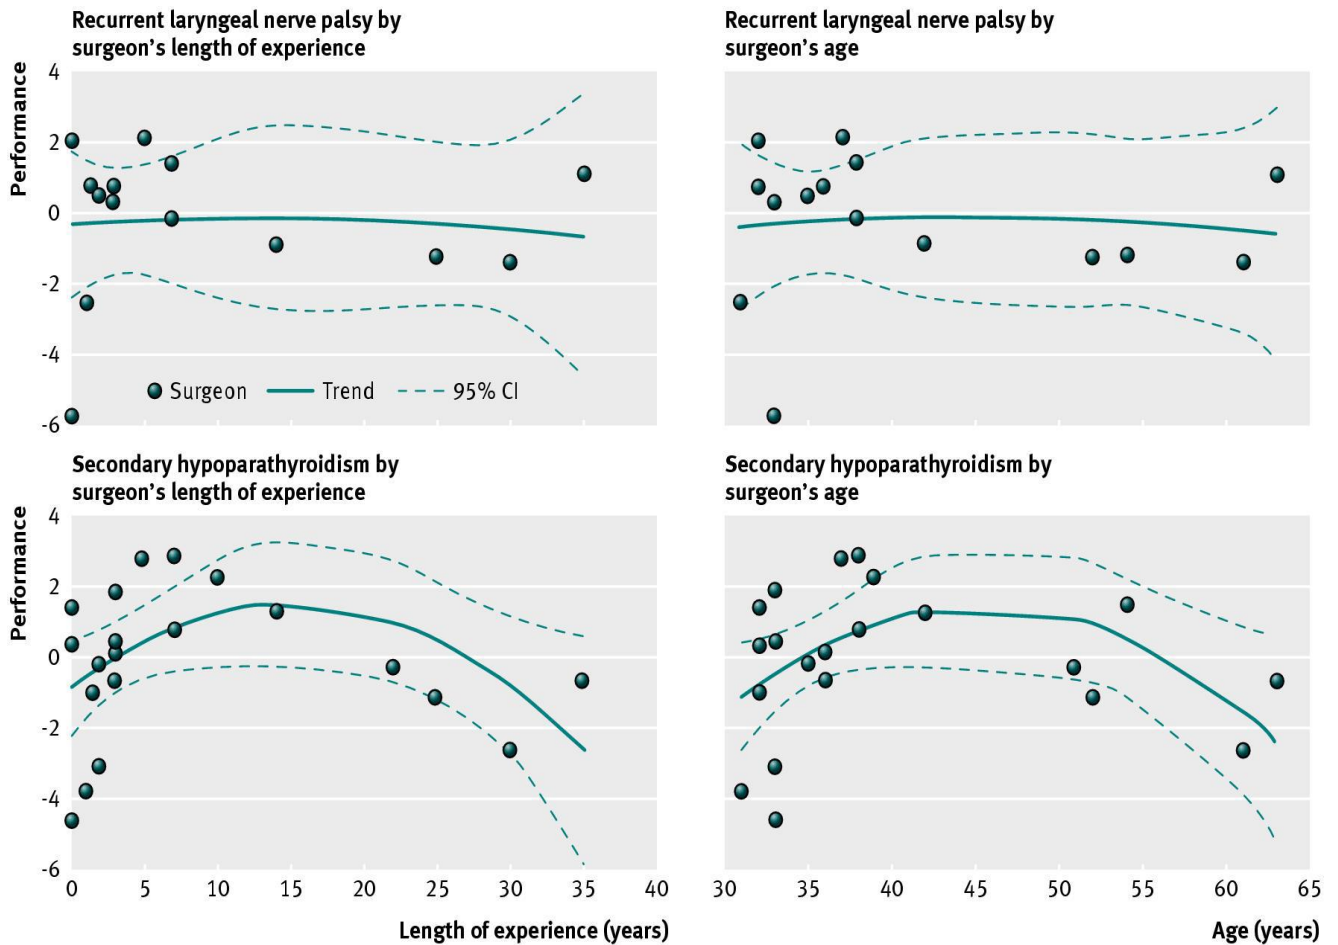 Recurrent laryngeal nerve palsy by
surgeon’s length of experience
Performance
4
2
0
-2
-4
-6
Surgeon
Trend
95% CI
Recurrent laryngeal nerve palsy by
surgeon’s age
Secondary hypoparathyroidism by
surgeon’s length of experience
Performance
4
2
0
-2
-4
-6
0 5 10 15 20 25 30 35 40
Length of experience (years)
Secondary hypoparathyroidism by
surgeon’s age
30 35 40 45 50 55 60 65
Age (years)